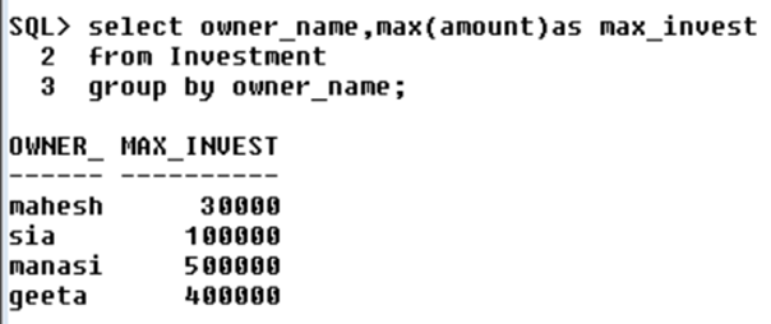 SQL> select owner_name,max(amount)as max_invest
2 from Investment
3 group by owner_name;
OWNER_ MAX_INVEST
------ ----------
mahesh 30000
sia 100000
manasi 500000
geeta 400000